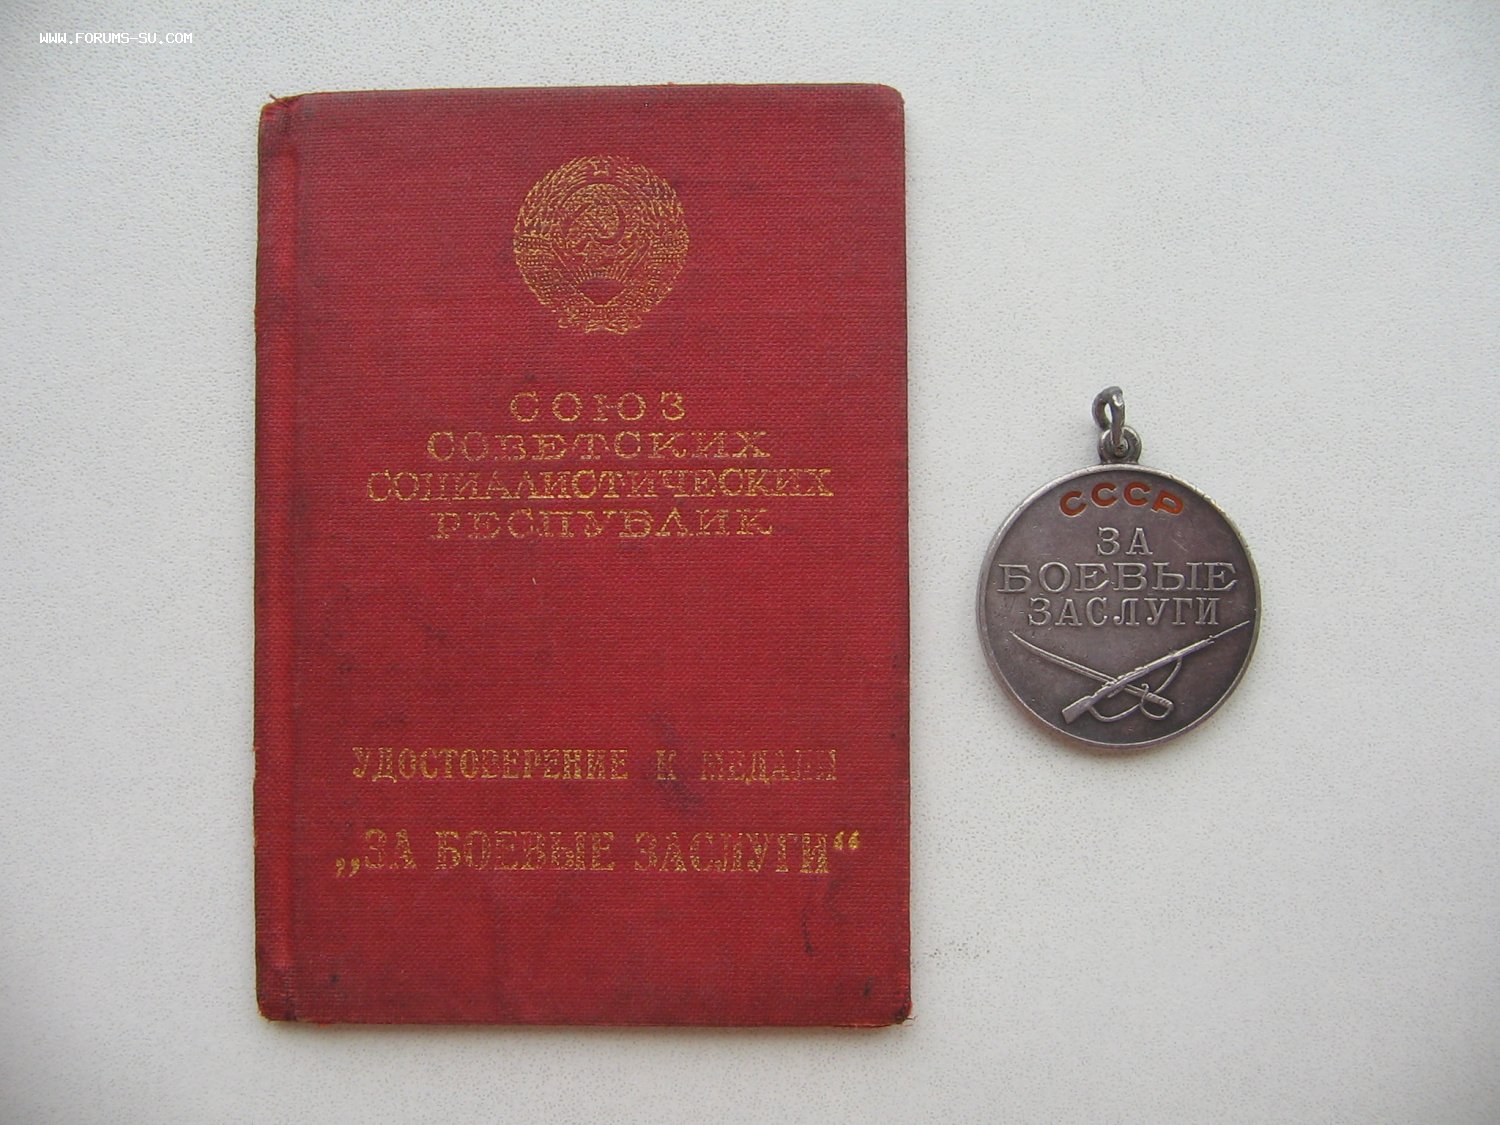 WWW.FORUMS-SU.COM
СОЮЗ
СОВЕТСКИХ
СОЦИАЛИСТИЧЕСКИХ
РЕСПУБЛИК
УДОСТОВЕРЕНИЕ К МЕДАЛИ
„ЗА БОЕВЫЕ ЗАСЛУГИ“
СССР
ЗА
БОЕВЫЕ
ЗАСЛУГИ